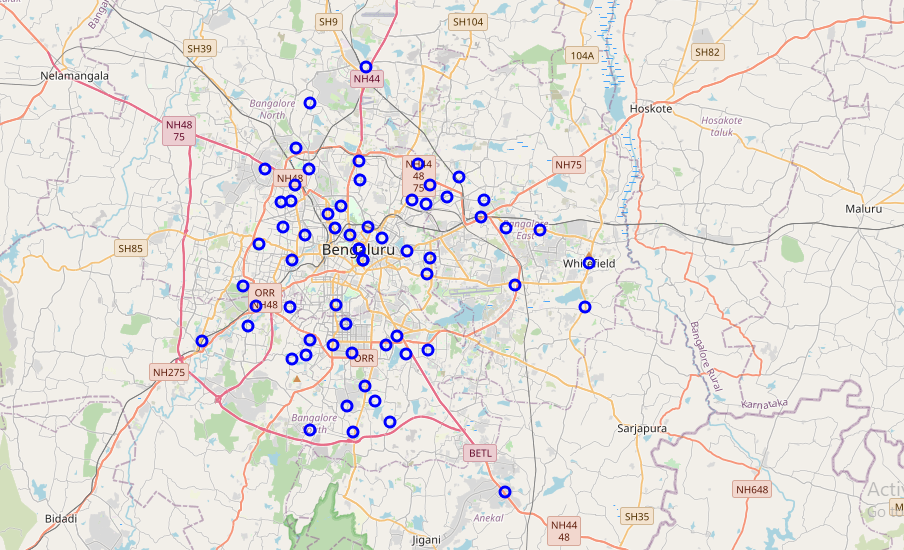 SH9
SH104
SH39
104A
SH82
Nelamangala
NH44
Bangalore
North
Hoskote
Hosakote
taluk
NH48
75
NH44
48
75
NH75
NH48
Maluru
Bangalore
East
SH85
Bengaluru
Whitefield
ORR
NH48
Bangalore Rural
ORR
NH275
Karnataka
Bangalore
Sarjapura
BETL
NH648
Activ
Go to
Bidadi
Anekal
SH35
NH44
48
Jigani